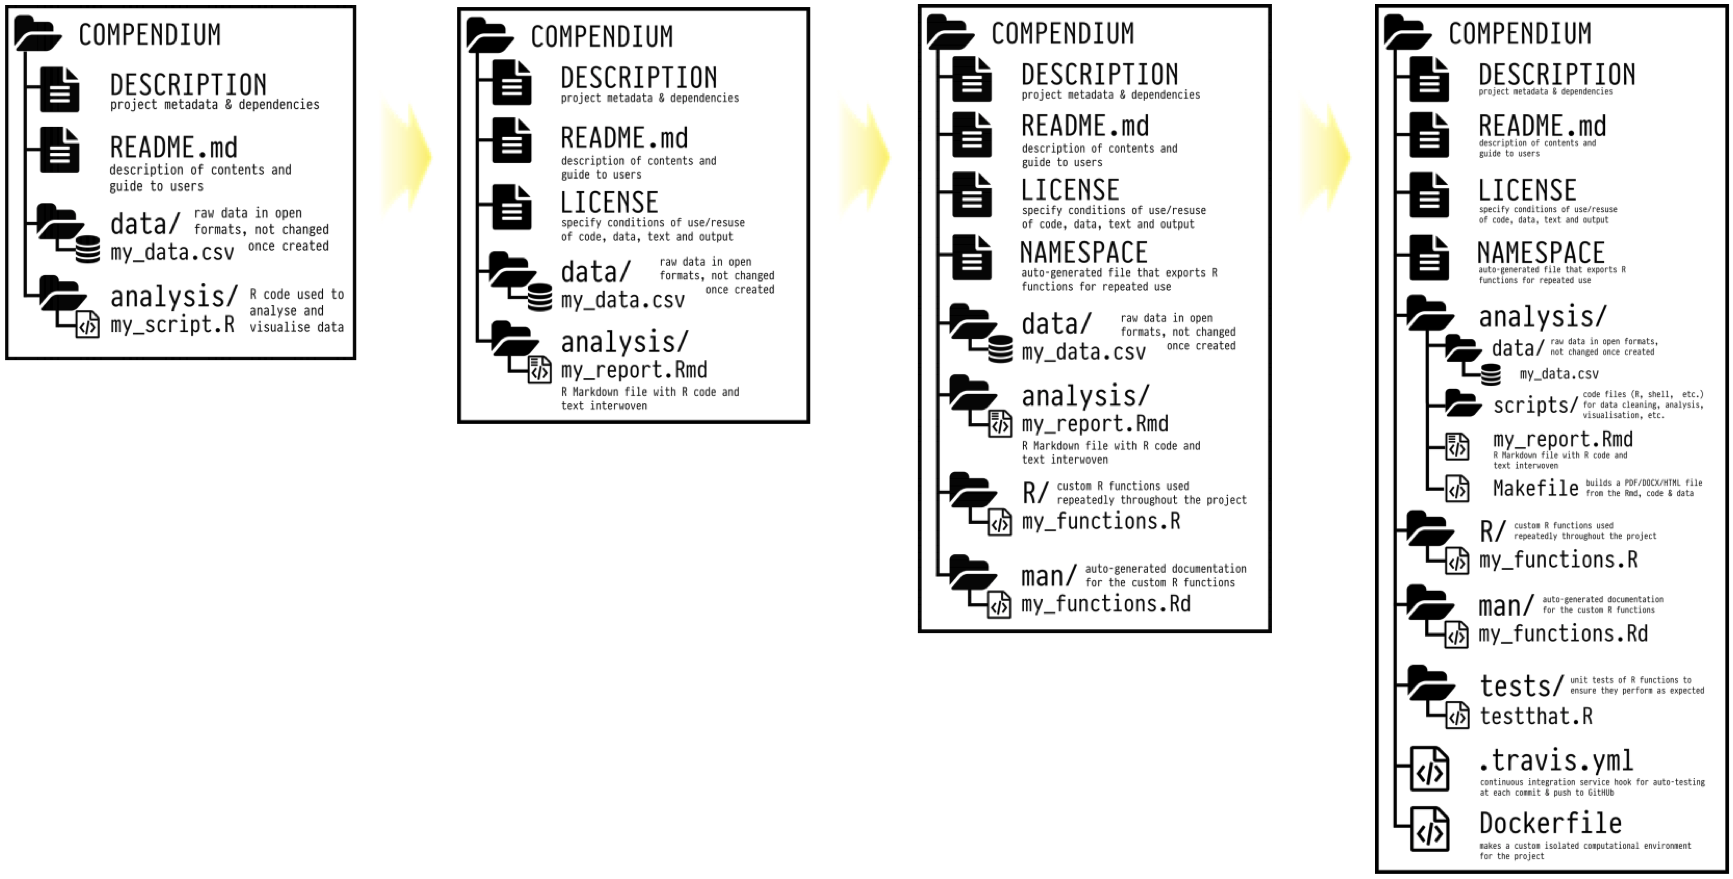 COMPENDIUM
DESCRIPTION
project metadata & dependencies
README.md
description of contents and
guide to users
data/
raw data in open
formats, not changed
once created
my_data.csv
analysis/
R code used to
analyse and
visualise data
my_script.R
COMPENDIUM
DESCRIPTION
project metadata & dependencies
README.md
description of contents and
guide to users
LICENSE
specify conditions of use/resuse
of code, data, text and output
data/
raw data in open
formats, not changed
once created
my_data.csv
analysis/
my_report.Rmd
R Markdown file with R code and
text interwoven
COMPENDIUM
DESCRIPTION
project metadata & dependencies
README.md
description of contents and
guide to users
LICENSE
specify conditions of use/resuse
of code, data, text and output
NAMESPACE
auto-generated file that exports R
functions for repeated use
data/
raw data in open
formats, not changed
once created
my_data.csv
analysis/
my_report.Rmd
R Markdown file with R code and
text interwoven
R/
custom R functions used
repeatedly throughout the project
my_functions.R
man/
auto-generated documentation
for the custom R functions
my_functions.Rd
COMPENDIUM
DESCRIPTION
project metadata & dependencies
README.md
description of contents and
guide to users
LICENSE
specify conditions of use/resuse
of code, data, text and output
NAMESPACE
auto-generated file that exports R
functions for repeated use
analysis/
data/
raw data in open formats,
not changed once created
my_data.csv
scripts/
code files (R, shell, etc.)
for data cleaning, analysis,
visualisation, etc.
my_report.Rmd
R Markdown file with R code and
text interwoven
Makefile
builds a PDF/DOCX/HTML file
from the Rmd, code & data
R/
custom R functions used
repeatedly throughout the project
my_functions.R
man/
auto-generated documentation
for the custom R functions
my_functions.Rd
tests/
unit tests of R functions to
ensure they perform as expected
testthat.R
.travis.yml
continuous integration service hook for auto-testing
at each commit & push to GitHUb
Dockerfile
makes a custom isolated computational environment
for the project